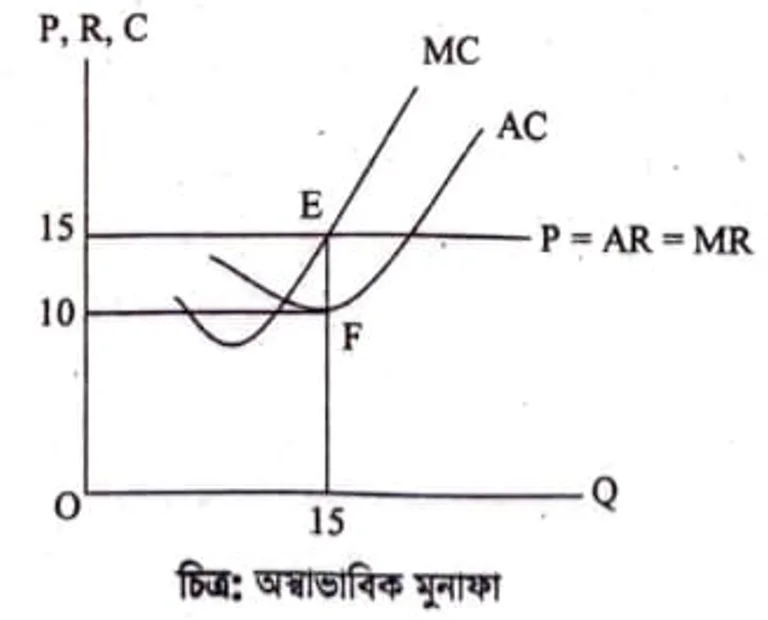 P, R, C
MC
AC
E
15
P = AR = MR
10
F
O
Q
15
চিত্র: অস্বাভাবিক মুনাফা